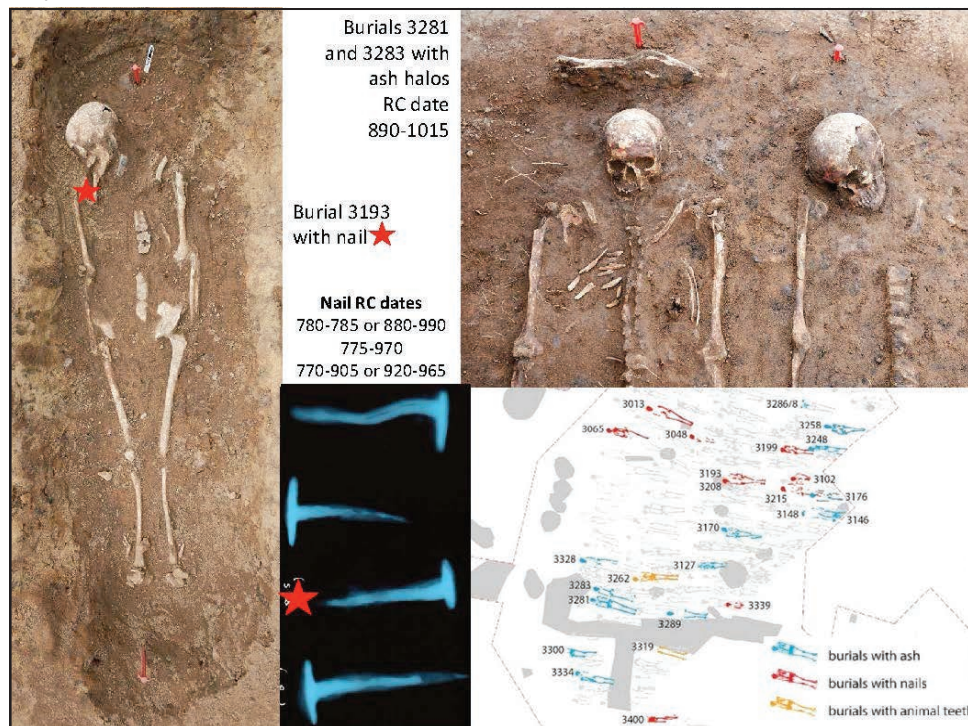 Burials 3281
and 3283 with
ash halos
RC date
890-1015
Burial 3193
with nail
Nail RC dates
780-785 or 880-990
775-970
770-905 or 920-965
3013
3065
3048
3286/8
3258
3248
3199
3193
3208
3102
3215
3176
3148
3146
3170
3328
3127
3262
3283
3281
3339
3289
3300
3319
3334
3400
burials with ash
burials with nails
burials with animal teeth